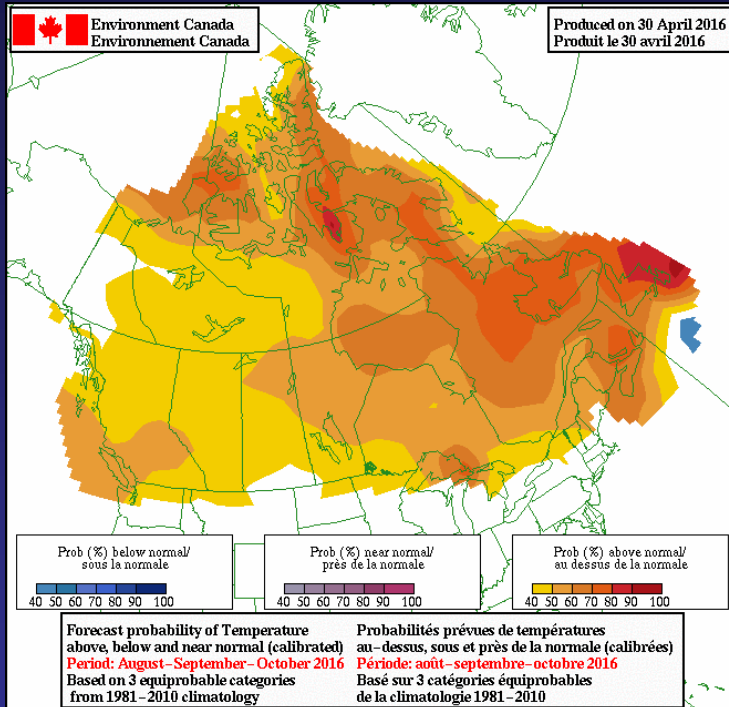 Environment Canada
Environnement Canada
Produced on 30 April 2016
Produit le 30 avril 2016
Prob (%) below normal/
sous la normale
40 50 60 70 80 90 100
Prob (%) near normal/
près de la normale
40 50 60 70 80 90 100
Prob (%) above normal/
au dessus de la normale
40 50 60 70 80 90 100
Forecast probability of Temperature
above, below and near normal (calibrated)
Period: August-September-October 2016
Based on 3 equiprobable categories
from 1981-2010 climatology
Probabilités prévues de températures
au-dessus, sous et près de la normale (calibrées)
Période: août-septembre-octobre 2016
Basé sur 3 catégories équiprobables
de la climatologie 1981-2010